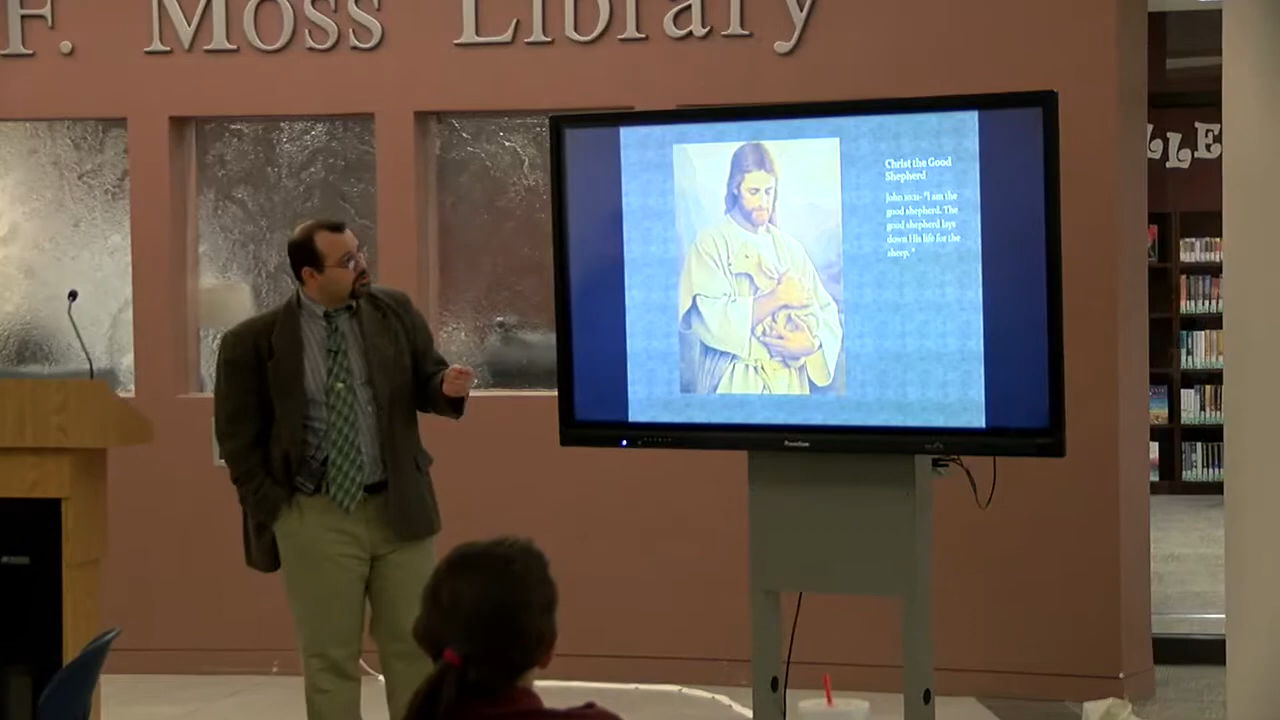 F. Moss Library
LLE
Christ the Good
Shepherd
John 10:11- "I am the
good shepherd. The
good shepherd lays
down His life for the
sheep. "